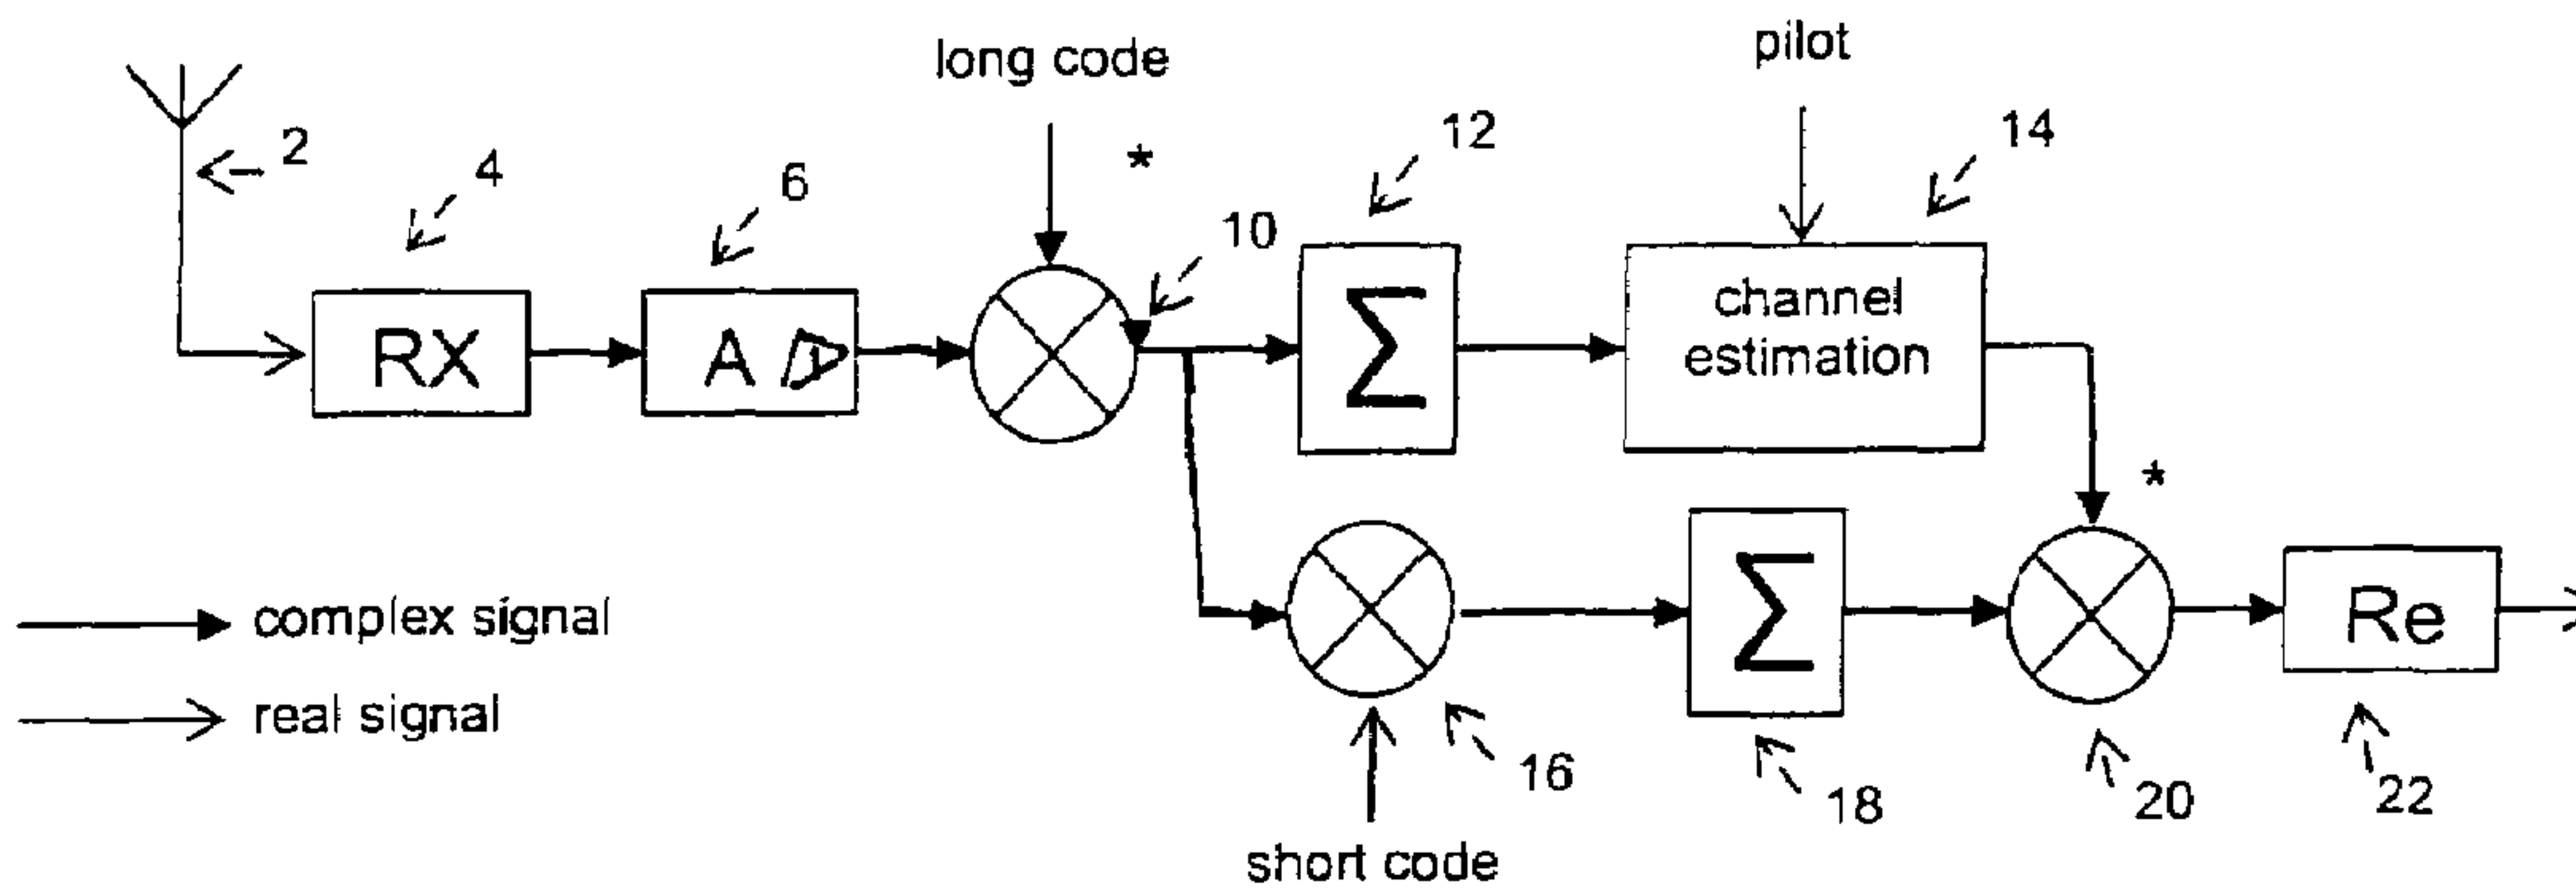 long code
pilot
*
2
4
6
10
12
14
RX
A
Σ
channel
estimation
*
complex signal
real signal
Σ
Re
16
18
20
22
short code